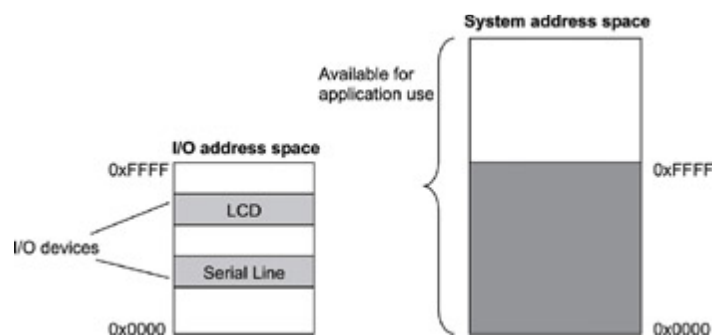 System address space
Available for
application use
I/O address space
0xFFFF
0xFFFF
LCD
I/O devices
Serial Line
0x0000
0x0000